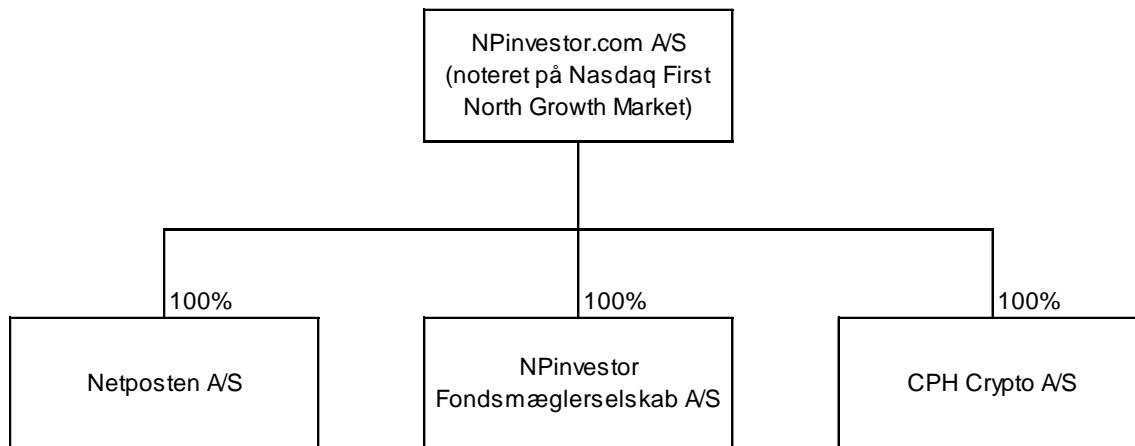 NPinvestor.com A/S
(noteret på Nasdaq First
North Growth Market)
100%
100%
100%
Netposten A/S
NPinvestor
Fondsmæglerselskab A/S
CPH Crypto A/S